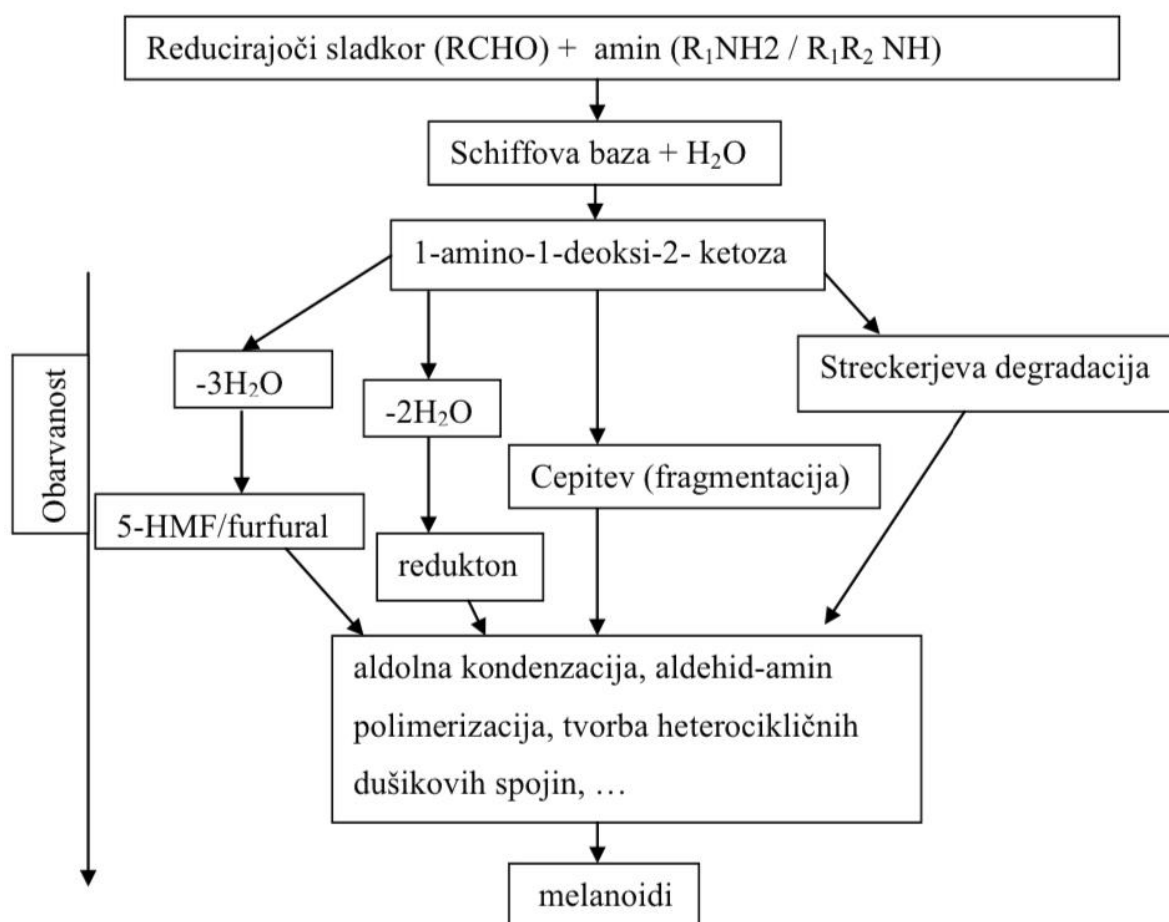 Reducirajoči sladkor (RCHO) + amin (R₁NH2 / R₁R₂ NH)
Schiffova baza + H₂O
1-amino-1-deoksi-2- ketoza
-3H₂O
-2H₂O
Streckerjeva degradacija
Obarvanost
Cepitev (fragmentacija)
5-HMF/furfural
redukton
aldolna kondenzacija, aldehid-amin
polimerizacija, tvorba heterocikličnih
dušikovih spojin, …
melanoidi